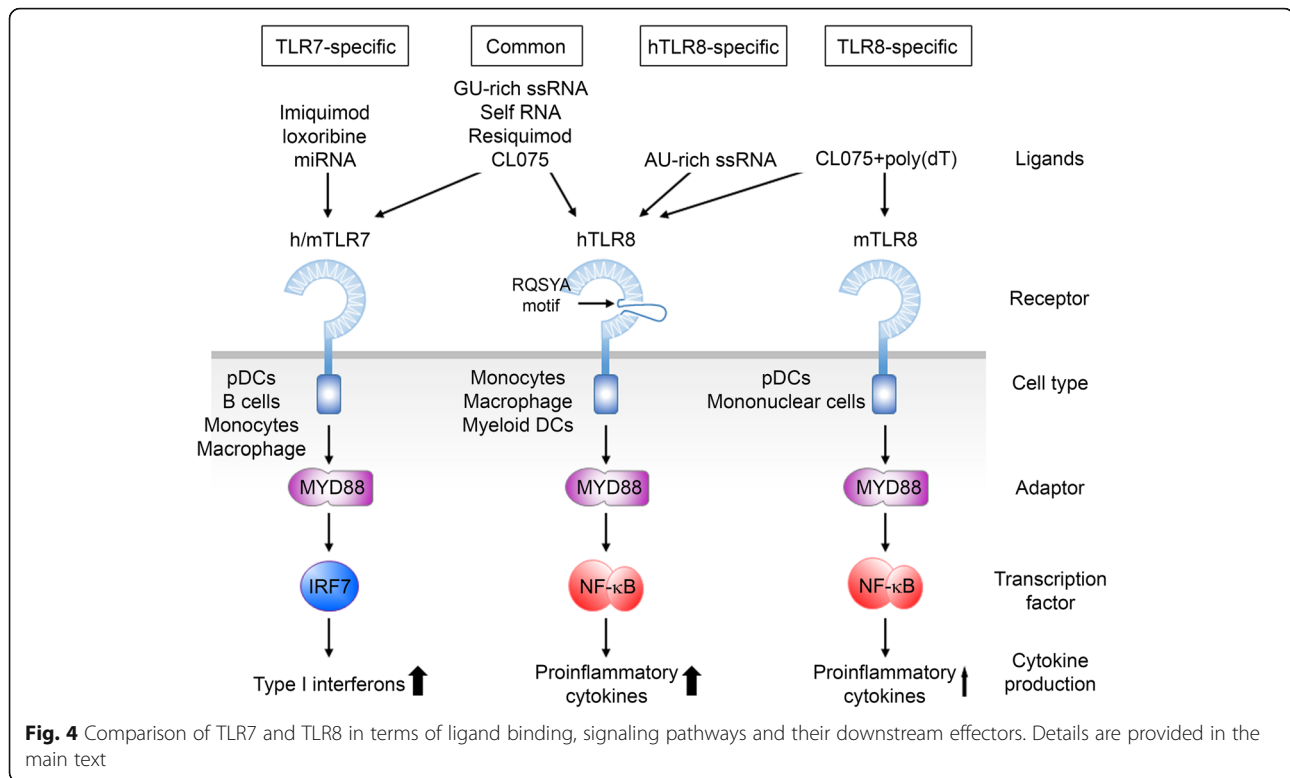 TLR7-specific
Common
hTLR8-specific
TLR8-specific
Imiquimod
loxoribine
miRNA
GU-rich ssRNA
Self RNA
Resiquimod
CL075
AU-rich ssRNA
CL075+poly(dT)
Ligands
h/mTLR7
hTLR8
mTLR8
RQSYA
motif
Receptor
pDCs
B cells
Monocytes
Macrophage
Monocytes
Macrophage
Myeloid DCs
pDCs
Mononuclear cells
Cell type
MYD88
MYD88
MYD88
Adaptor
IRF7
NF-κB
NF-κB
Transcription
factor
Type I interferons
Proinflammatory
cytokines
Proinflammatory
cytokines
Cytokine
production
Fig. 4 Comparison of TLR7 and TLR8 in terms of ligand binding, signaling pathways and their downstream effectors. Details are provided in the
main text